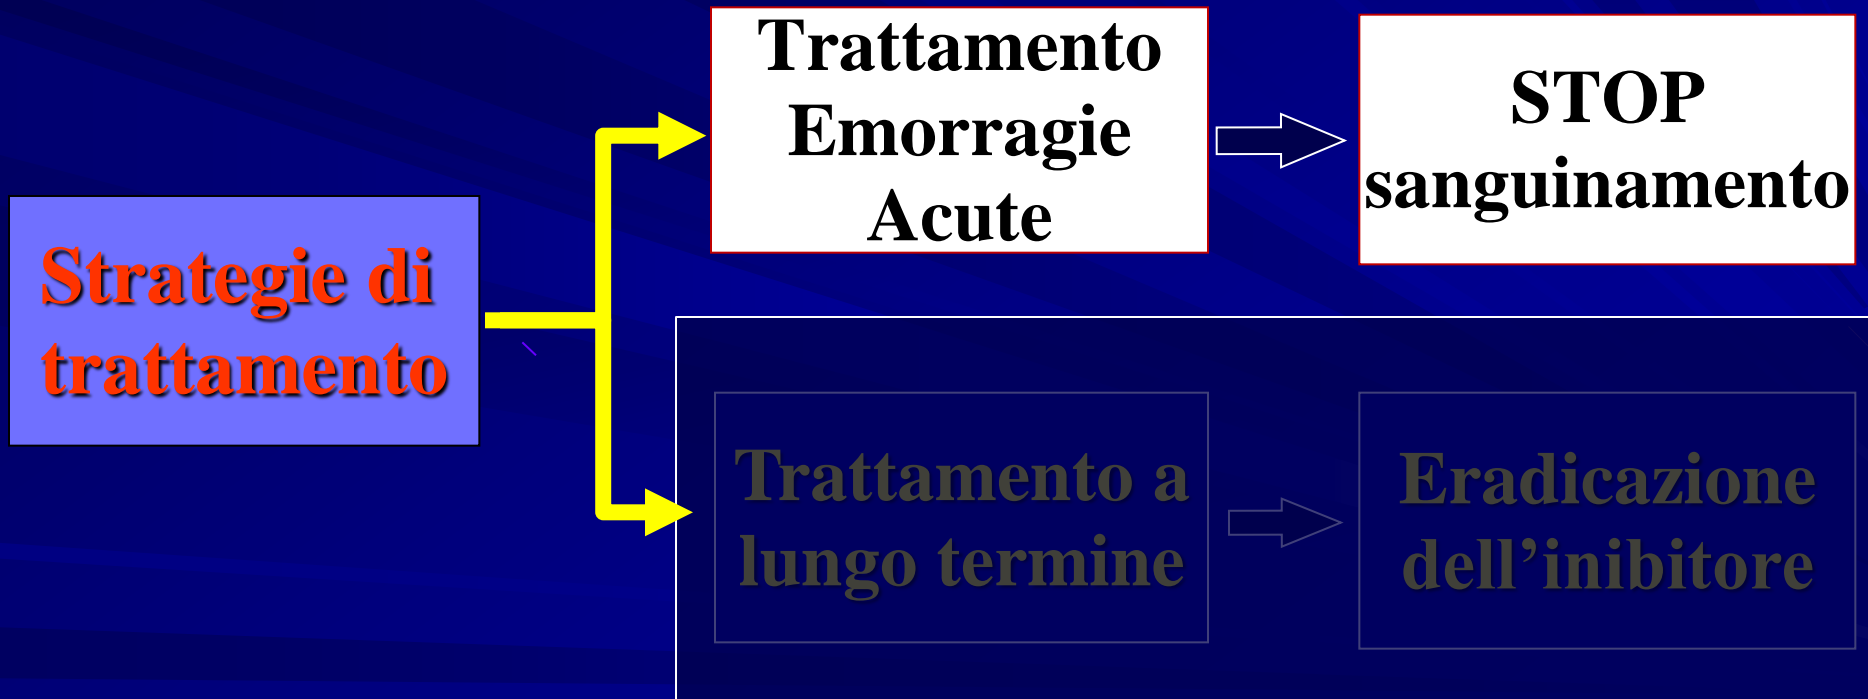 Strategie di
trattamento
Trattamento
Emorragie
Acute
STOP
sanguinamento
Trattamento a
lungo termine
Eradicazione
dell’inibitore